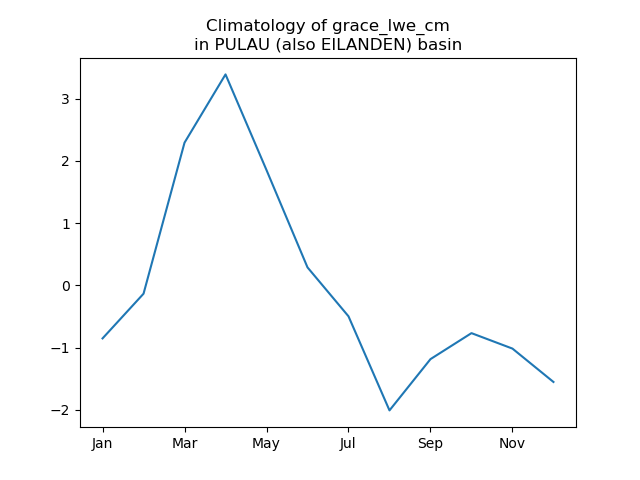 Climatology of grace_lwe_cm
in PULAU (also EILANDEN) basin
3
2
1
0
−1
−2
Jan Mar May Jul Sep Nov